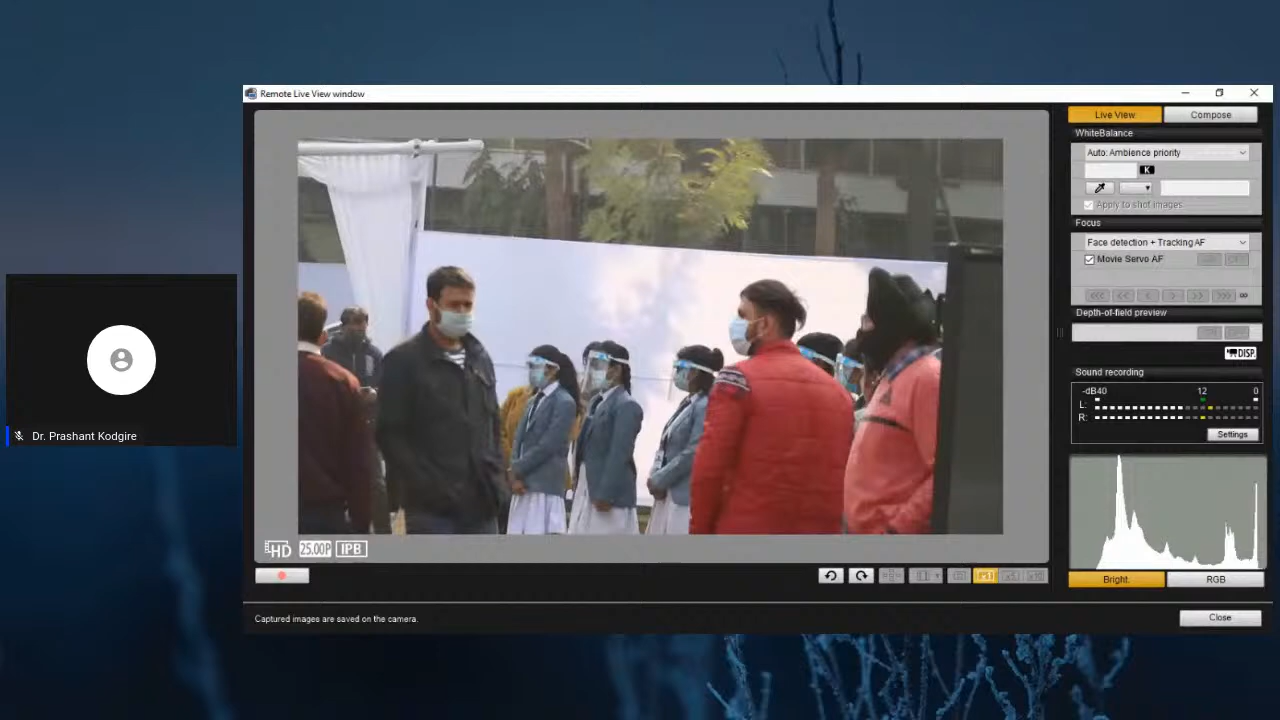 Remote Live View window
Live View
Compose
WhiteBalance
Auto: Ambience priority
K
Apply to shot images.
Focus
Face detection + Tracking AF
Movie Servo AF
Depth-of-field preview
DISP.
Sound recording
-dB40 12 0
L:
R:
Settings
Dr. Prashant Kodgire
HD 25.00P IPB
Bright.
RGB
Captured images are saved on the camera.
Close